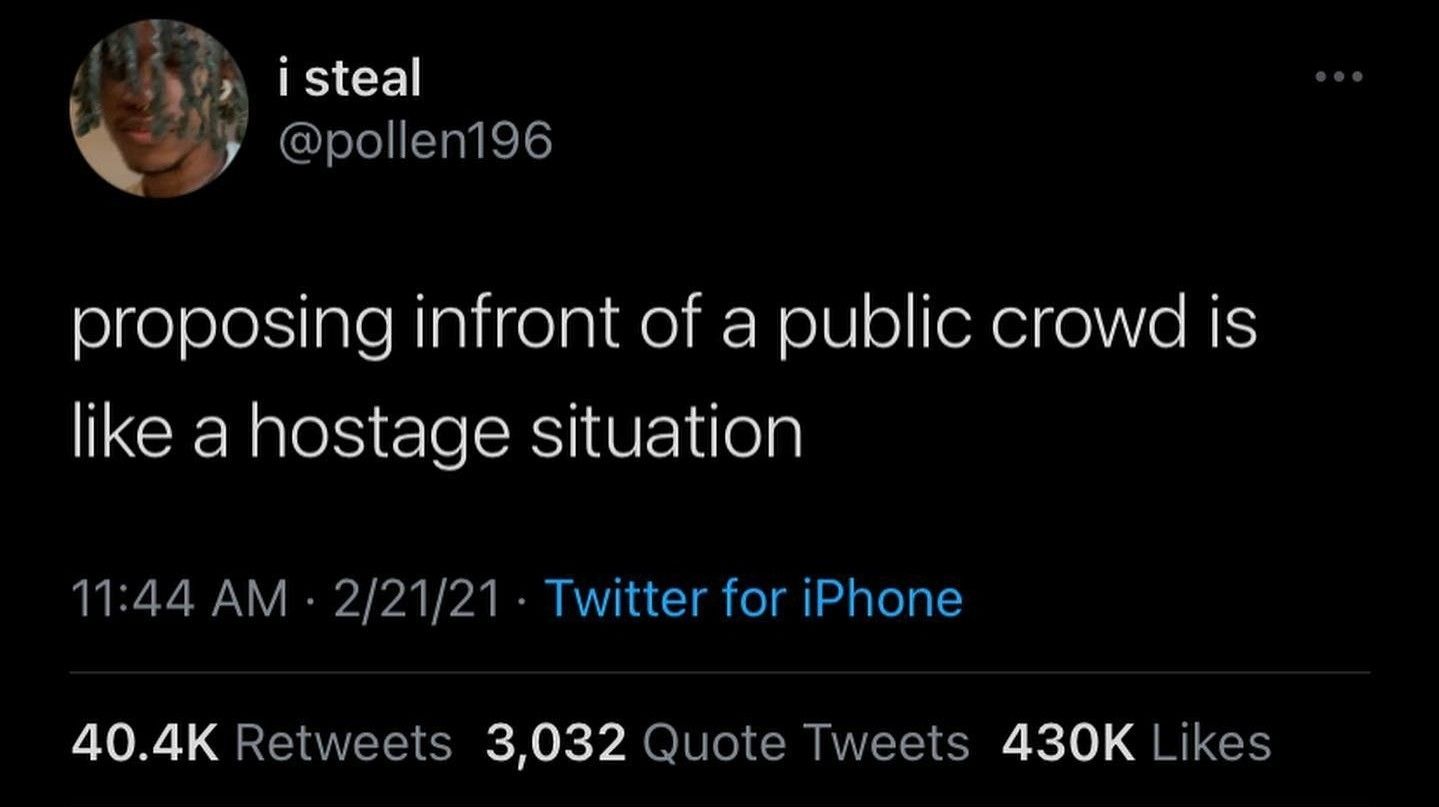 i steal
@pollen196
proposing infront of a public crowd is
like a hostage situation
11:44 AM · 2/21/21 · Twitter for iPhone
40.4K Retweets 3,032 Quote Tweets 430K Likes